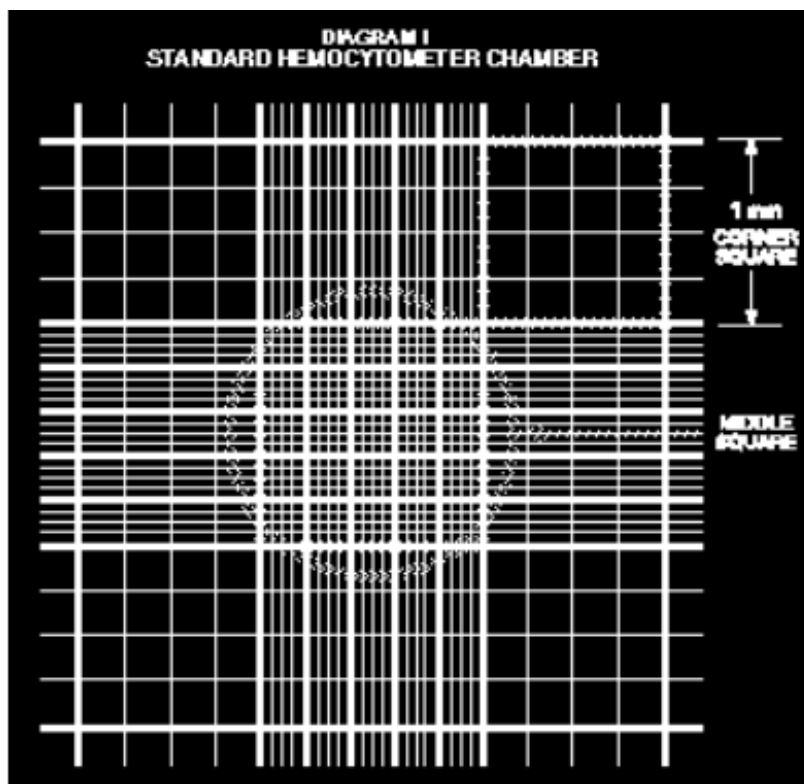 DIAGRAM I
STANDARD HEMOCYTOMETER CHAMBER
1 mm
CORNER
SQUARE
MIDDLE
SQUARE